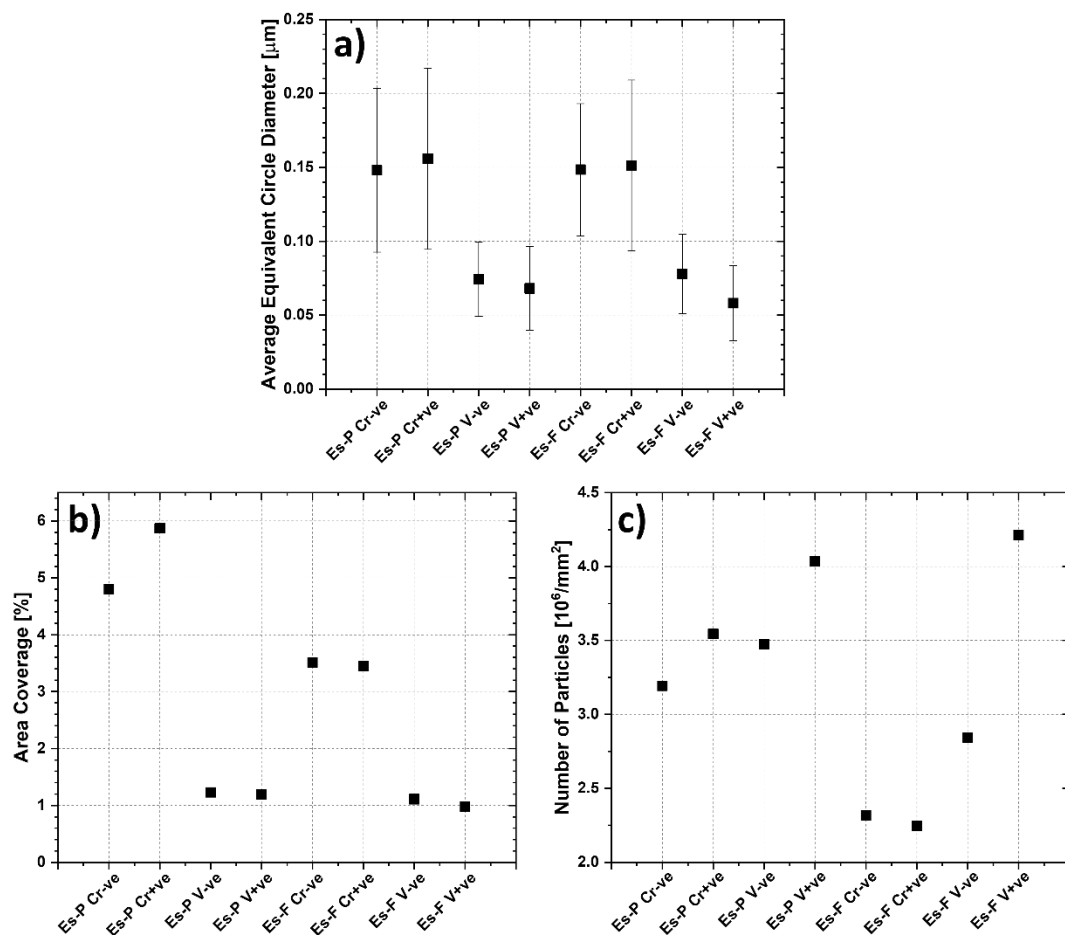 a)
Average Equivalent Circle Diameter [μm]
0.25
0.20
0.15
0.10
0.05
0.00
Es-P Cr-ve
Es-P Cr+ve
Es-P V-ve
Es-P V+ve
Es-F Cr-ve
Es-F Cr+ve
Es-F V-ve
Es-F V+ve
b)
Area Coverage [%]
6
5
4
3
2
1
0
Es-P Cr-ve
Es-P Cr+ve
Es-P V-ve
Es-P V+ve
Es-F Cr-ve
Es-F Cr+ve
Es-F V-ve
Es-F V+ve
c)
Number of Particles [10⁶/mm²]
4.5
4.0
3.5
3.0
2.5
2.0
Es-P Cr-ve
Es-P Cr+ve
Es-P V-ve
Es-P V+ve
Es-F Cr-ve
Es-F Cr+ve
Es-F V-ve
Es-F V+ve